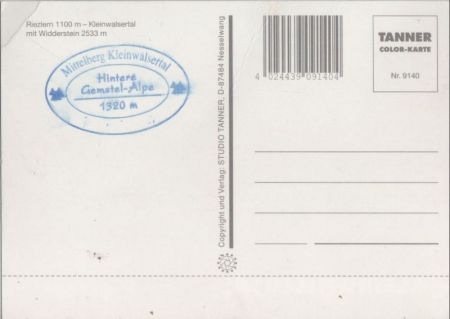 Riezlern 1100 m – Kleinwalsertal
mit Widderstein 2533 m
Mittelberg Kleinwalsertal
Hintere
Gemstel-Alpe
1320 m
Copyright und Verlag: STUDIO TANNER, D-87484 Nesselwang
4 024439 091404
TANNER
COLOR-KARTE
Nr. 9140